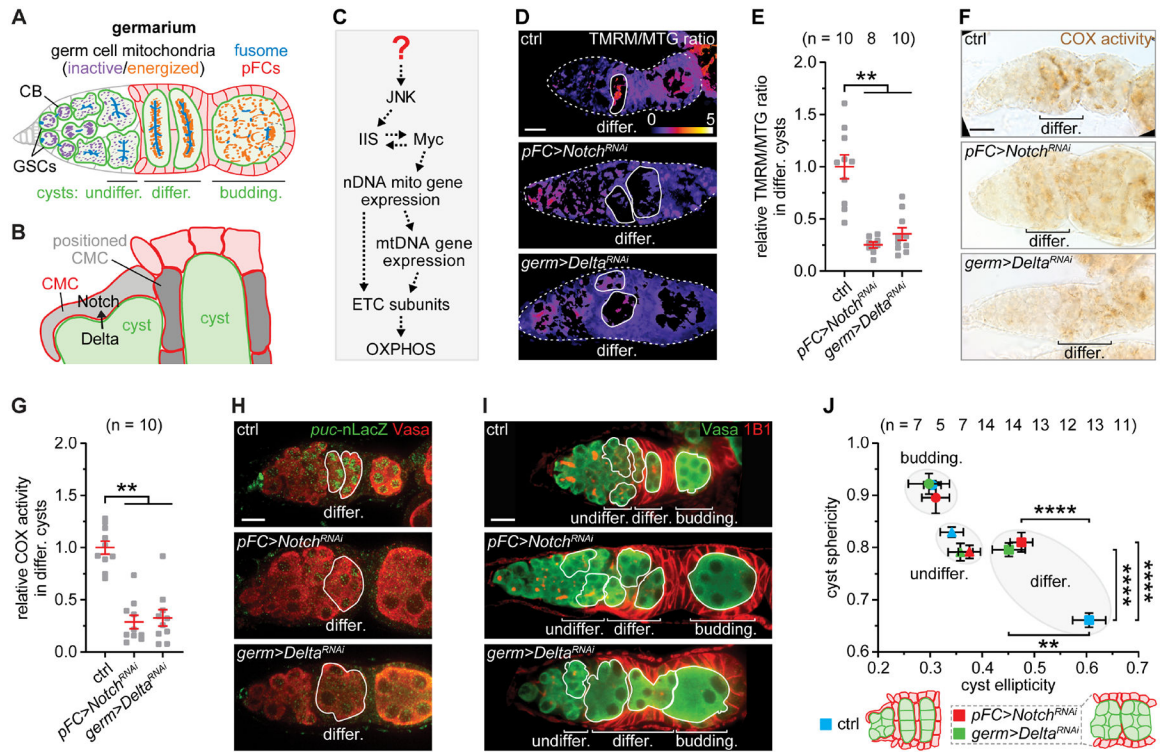 A
germarium
germ cell mitochondria
(inactive/energized)
fusome
pFCs
CB
GSCs
cysts: undiffer. differ. budding.
B
positioned
CMC
CMC
Notch
Delta
cyst
cyst
C
?
JNK
IIS
Myc
nDNA mito gene
expression
mtDNA gene
expression
ETC subunits
OXPHOS
D
ctrl
TMRM/MTG ratio
0
5
differ.
pFC>Notch^RNAi
differ.
germ>Delta^RNAi
differ.
E
(n = 10 8 10)
relative TMRM/MTG ratio
in differ. cysts
2.0
1.5
1.0
0.5
0.0
**
ctrl
pFC>Notch^RNAi
germ>Delta^RNAi
F
ctrl
COX activity
differ.
pFC>Notch^RNAi
differ.
germ>Delta^RNAi
differ.
G
(n = 10)
relative COX activity
in differ. cysts
2.0
1.5
1.0
0.5
0.0
**
ctrl
pFC>Notch^RNAi
germ>Delta^RNAi
H
ctrl
puc-nLacZ Vasa
differ.
pFC>Notch^RNAi
differ.
germ>Delta^RNAi
differ.
I
ctrl
Vasa 1B1
undiffer. differ. budding.
pFC>Notch^RNAi
undiffer. differ. budding.
germ>Delta^RNAi
undiffer. differ. budding.
J
(n = 7 5 7 14 14 13 12 13 11)
cyst sphericity
1.0
0.9
0.8
0.7
0.6
budding.
undiffer.
differ.
****
****
****
**
0.2 0.3 0.4 0.5 0.6 0.7
cyst ellipticity
ctrl
pFC>Notch^RNAi
germ>Delta^RNAi